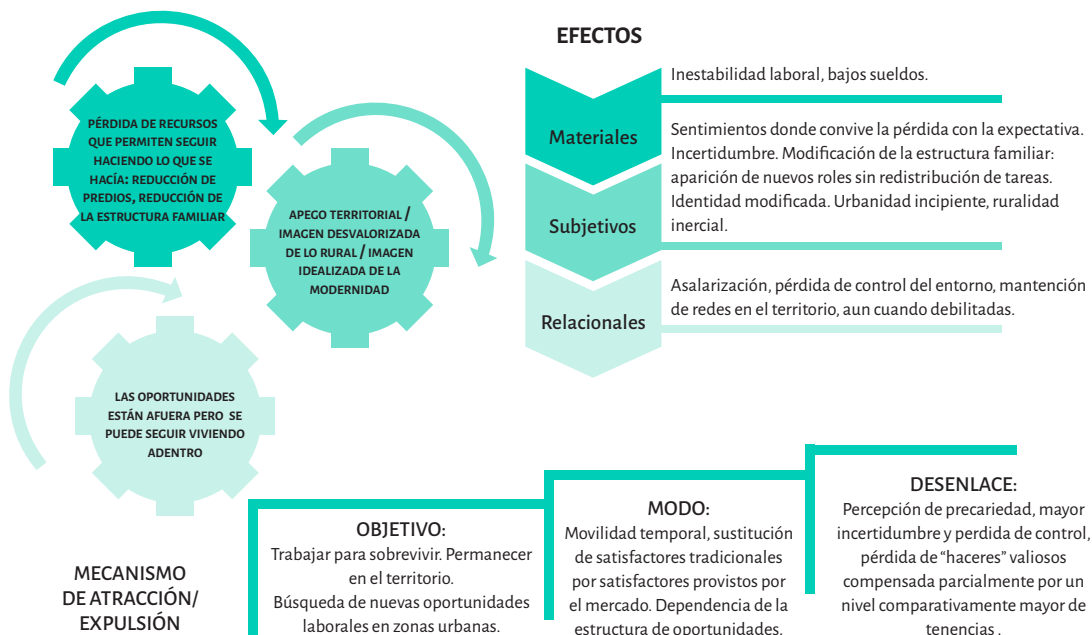 PÉRDIDA DE RECURSOS
QUE PERMITEN SEGUIR
HACIENDO LO QUE SE
HACÍA: REDUCCIÓN DE
PREDIOS, REDUCCIÓN DE
LA ESTRUCTURA FAMILIAR
APEGO TERRITORIAL /
IMAGEN DESVALORIZADA
DE LO RURAL / IMAGEN
IDEALIZADA DE LA
MODERNIDAD
LAS OPORTUNIDADES
ESTÁN AFUERA PERO SE
PUEDE SEGUIR VIVIENDO
ADENTRO
EFECTOS
Materiales
Inestabilidad laboral, bajos sueldos.
Subjetivos
Sentimientos donde convive la pérdida con la expectativa.
Incertidumbre. Modificación de la estructura familiar:
aparición de nuevos roles sin redistribución de tareas.
Identidad modificada. Urbanidad incipiente, ruralidad
inercial.
Relacionales
Asalarización, pérdida de control del entorno, mantención
de redes en el territorio, aun cuando debilitadas.
MECANISMO
DE ATRACCIÓN/
EXPULSIÓN
OBJETIVO:
Trabajar para sobrevivir. Permanecer
en el territorio.
Búsqueda de nuevas oportunidades
laborales en zonas urbanas.
MODO:
Movilidad temporal, sustitución
de satisfactores tradicionales
por satisfactores provistos por
el mercado. Dependencia de la
estructura de oportunidades.
DESENLACE:
Percepción de precariedad, mayor
incertidumbre y perdida de control,
pérdida de “haceres” valiosos
compensada parcialmente por un
nivel comparativamente mayor de
tenencias .